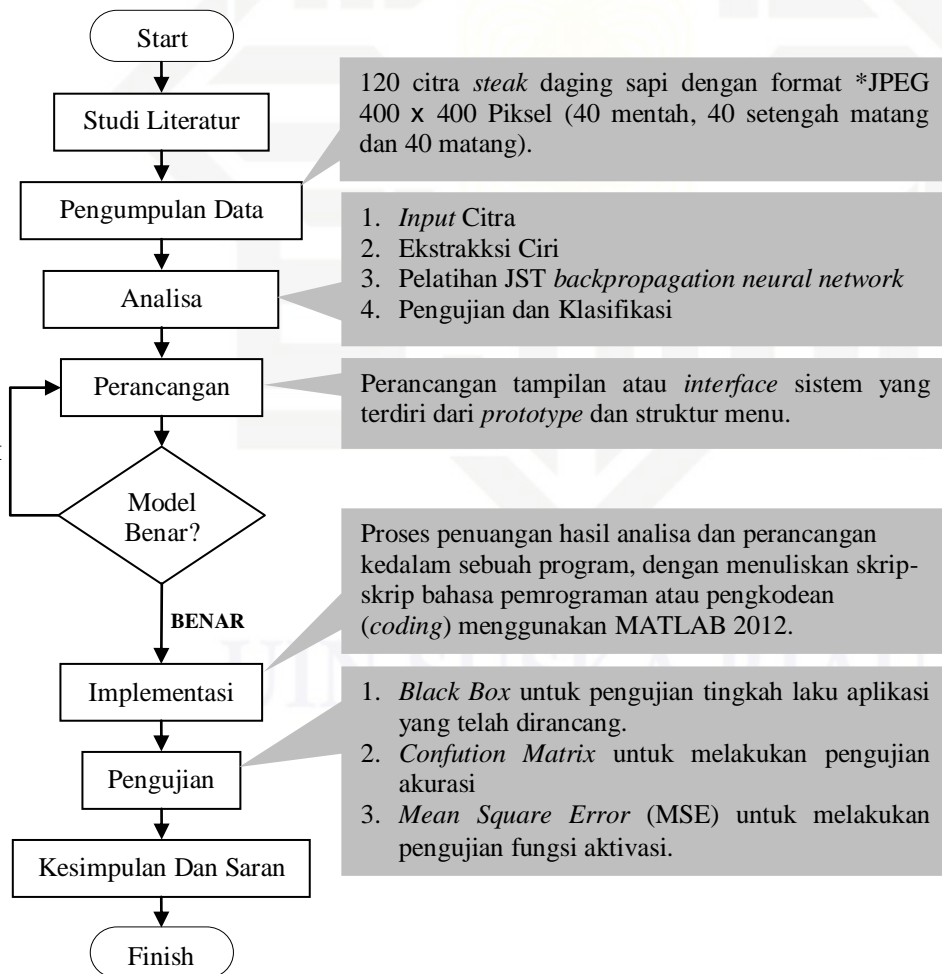 Start
Studi Literatur
120 citra steak daging sapi dengan format *JPEG
400 x 400 Piksel (40 mentah, 40 setengah matang
dan 40 matang).
Pengumpulan Data
1. Input Citra
2. Ekstrakksi Ciri
3. Pelatihan JST backpropagation neural network
4. Pengujian dan Klasifikasi
Analisa
Perancangan
Perancangan tampilan atau interface sistem yang
terdiri dari prototype dan struktur menu.
Model
Benar?
BENAR
Proses penuangan hasil analisa dan perancangan
kedalam sebuah program, dengan menuliskan skrip-
skrip bahasa pemrograman atau pengkodean
(coding) menggunakan MATLAB 2012.
Implementasi
Pengujian
1. Black Box untuk pengujian tingkah laku aplikasi
yang telah dirancang.
2. Confution Matrix untuk melakukan pengujian
akurasi
3. Mean Square Error (MSE) untuk melakukan
pengujian fungsi aktivasi.
Kesimpulan Dan Saran
Finish